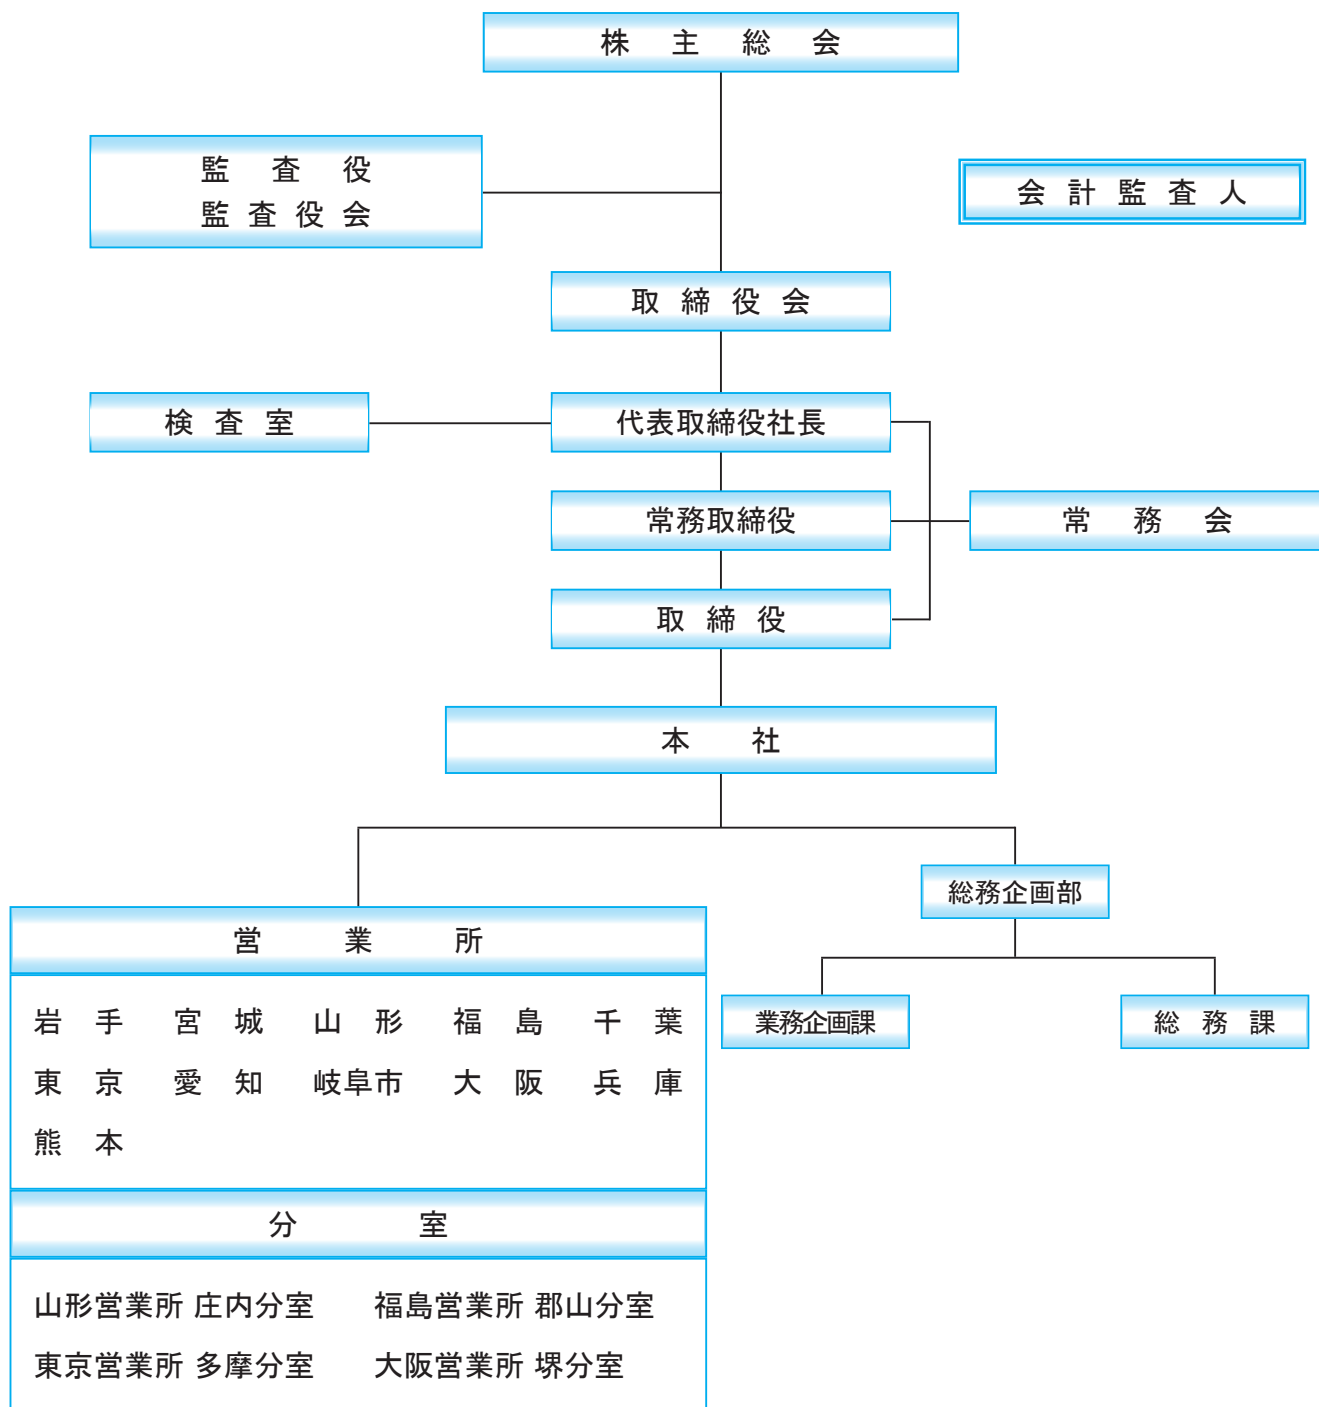 株主総会
監査役
監査役会
会計監査人
取締役会
検査室
代表取締役社長
常務取締役
常務会
取締役
本社
総務企画部
営業所
業務企画課
総務課
岩手 宮城 山形 福島 千葉
東京 愛知 岐阜市 大阪 兵庫
熊本
分室
山形営業所 庄内分室 福島営業所 郡山分室
東京営業所 多摩分室 大阪営業所 堺分室